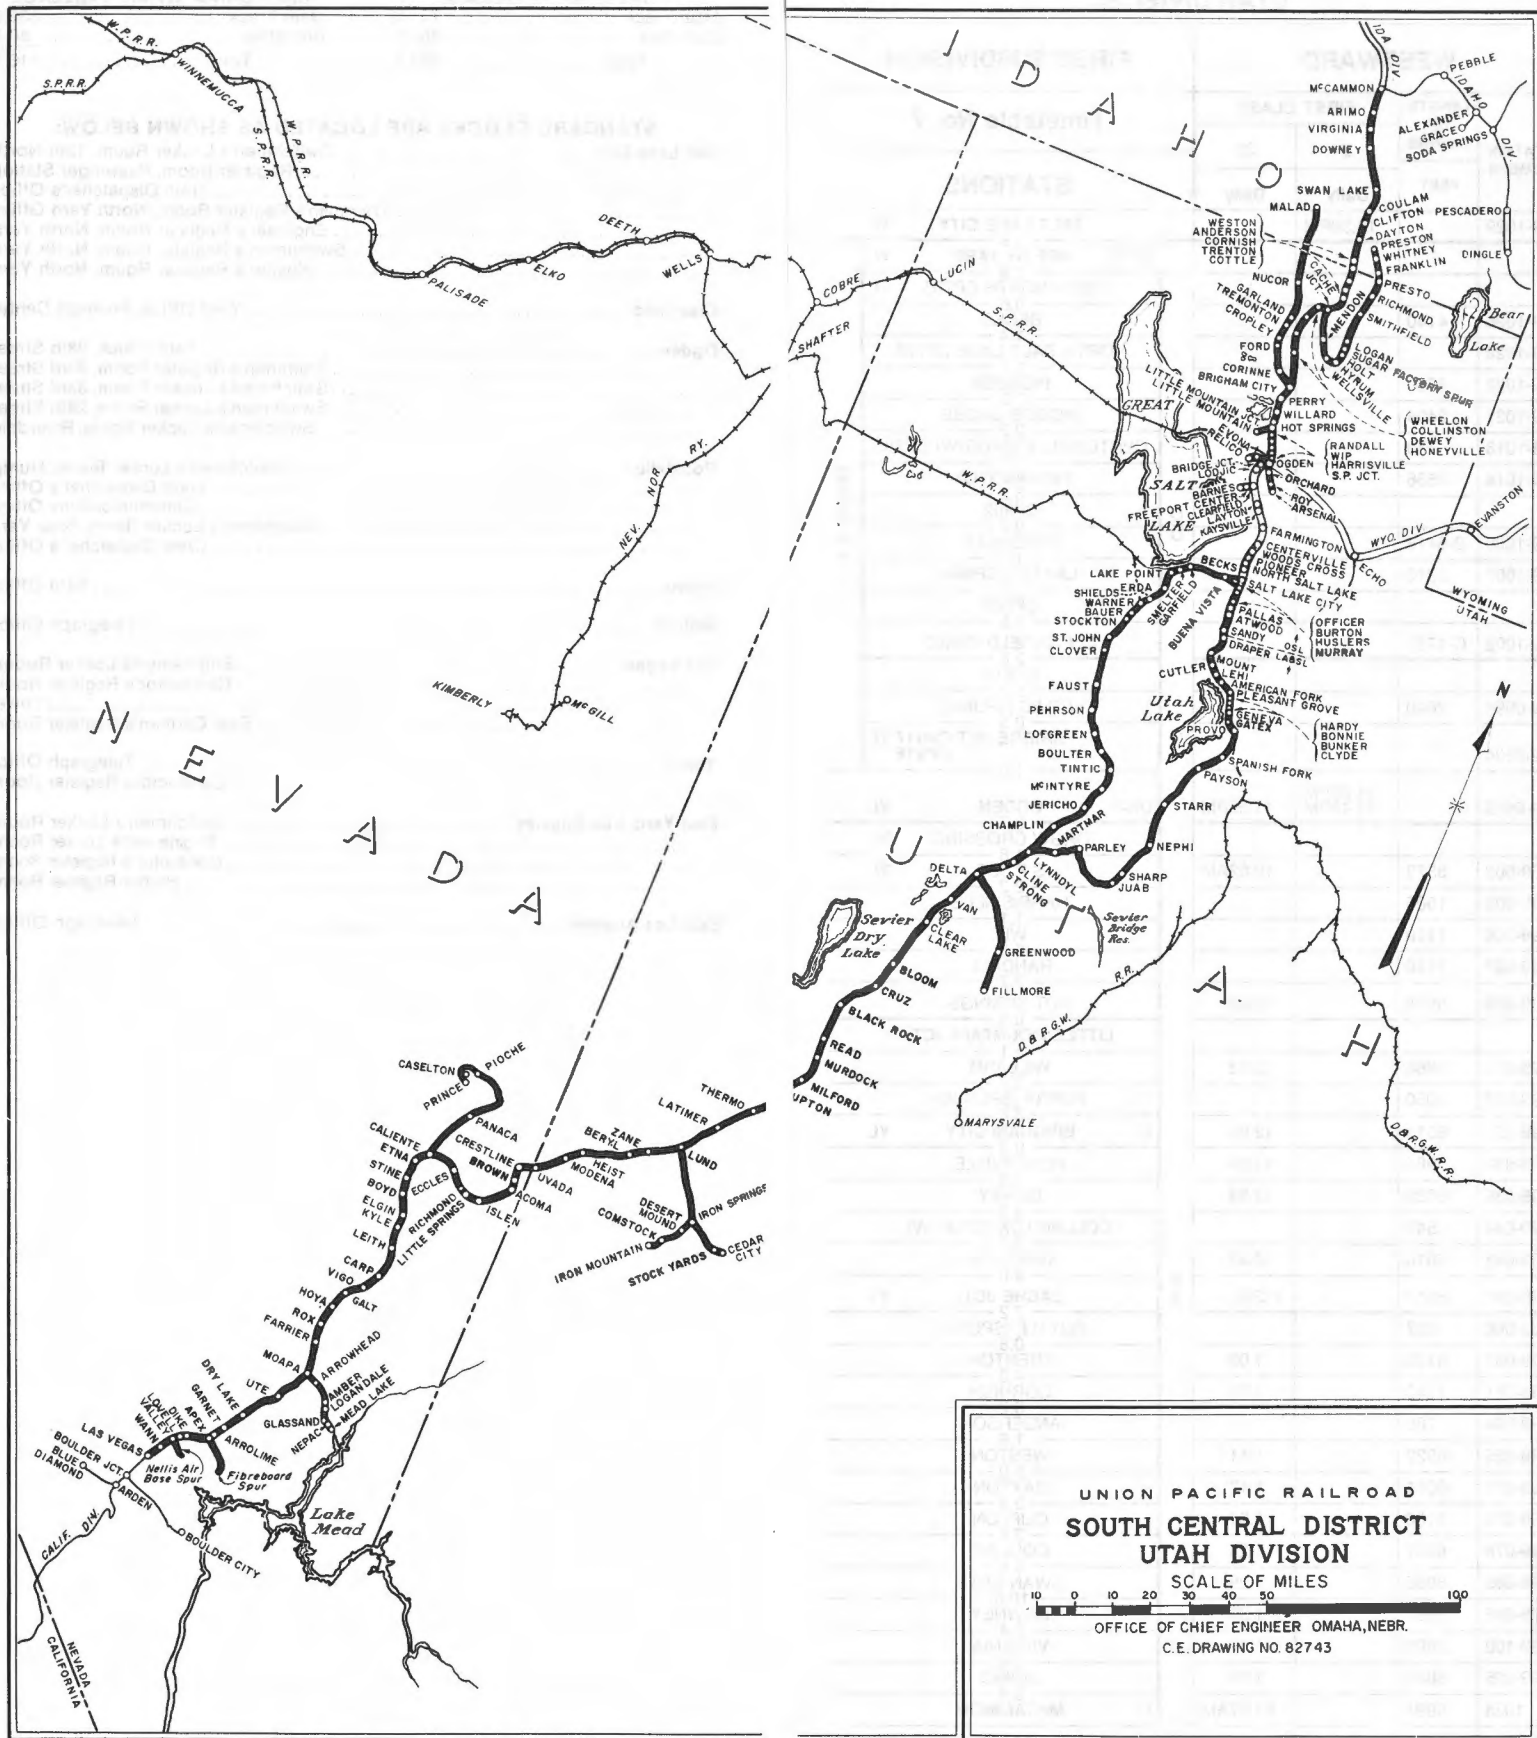 W.P.R.R.
S.P.R.R.
WINNEMUCCA
S.P.R.R.
W.P.R.R.
PALISADE
ELKO
DEETH
WELLS
COBRE
SHAFTER
LUCIN
S.P.R.R.
W.P.R.R.
NEV. NOR. RY.
KIMBERLY
McGILL
NEVADA
IDAHO
UTAH
IDA. DIV.
McCAMMON
ARIMO
VIRGINIA
DOWNEY
SWAN LAKE
MALAD
PEBBLE
IDAHO DIV.
ALEXANDER
GRACE
SODA SPRINGS
PESCADERO
DINGLE
Bear Lake
COULAM
CLIFTON
DAYTON
PRESTON
WHITNEY
FRANKLIN
WESTON
ANDERSON
CORNISH
TRENTON
COTTLE
CACHE JCT.
NUCOR
GARLAND
TREMONTON
CROPLEY
FORD
CORINNE
BRIGHAM CITY
MENDON
PRESTO
RICHMOND
SMITHFIELD
LOGAN
SUGAR FACTORY SPUR
HOLT
HYRUM
WELLSVILLE
LITTLE MOUNTAIN JCT.
LITTLE MOUNTAIN
PERRY
WILLARD
HOT SPRINGS
WHEELON
COLLINSTON
DEWEY
HONEYVILLE
RANDALL
WIP
HARRISVILLE
S.P. JCT.
GREAT
SALT
LAKE
EVONA
RELICO
BRIDGE JCT.
LODJIC
OGDEN
ORCHARD
ROY
ARSENAL
BARNES
FREEPORT CENTER
CLEARFIELD
LAYTON
KAYSVILLE
FARMINGTON
CENTERVILLE
WOODS CROSS
PIONEER
NORTH SALT LAKE
SALT LAKE CITY
BECKS
WYO. DIV.
EVANSTON
ECHO
WYOMING
UTAH
LAKE POINT
ERDA
SHIELDS
WARNER
BAUER
STOCKTON
SMELTER
GARFIELD
BUENA VISTA
ST. JOHN
CLOVER
PALLAS
ATWOOD
SANDY
DRAPER
OSL
LA&SL
OFFICER
BURTON
HUSLERS
MURRAY
CUTLER
MOUNT
LEHI
AMERICAN FORK
PLEASANT GROVE
GENEVA
GATEX
PROVO
HARDY
BONNIE
BUNKER
CLYDE
Utah Lake
FAUST
PEHRSON
LOFGREEN
BOULTER
TINTIC
McINTYRE
JERICHO
CHAMPLIN
MARTMAR
SPANISH FORK
PAYSON
STARR
NEPHI
PARLEY
SHARP
JUAB
N
LYNNDYL
CLINE
STRONG
DELTA
VAN
CLEAR LAKE
Sevier Dry Lake
Sevier Bridge Res.
GREENWOOD
FILLMORE
BLOOM
CRUZ
BLACK ROCK
READ
MURDOCK
MILFORD
UPTON
D.& R.G.W. R.R.
MARYSVALE
D.& R.G.W.R.R.
CASELTON
PIOCHE
PRINCE
PANACA
CALIENTE
ETNA
STINE
BOYD
ELGIN
KYLE
LEITH
CARP
VIGO
GALT
HOYA
ROX
FARRIER
MOAPA
ECCLES
RICHMOND
LITTLE SPRINGS
ISLEN
ACOMA
BROWN
CRESTLINE
UVADA
MODENA
HEIST
BERYL
ZANE
LUND
LATIMER
THERMO
DESERT MOUND
IRON SPRINGS
COMSTOCK
IRON MOUNTAIN
STOCK YARDS
CEDAR CITY
ARROWHEAD
AMBER
LOGANDALE
MEAD LAKE
GLASSAND
NEPAC
UTE
DRY LAKE
GARNET
APEX
DIKE
LOVELL
VALLEY
WANN
ARROLIME
LAS VEGAS
BOULDER JCT.
BLUE DIAMOND
ARDEN
BOULDER CITY
Nellis Air Base Spur
Fibreboard Spur
Lake Mead
CALIF. DIV.
NEVADA
CALIFORNIA
UNION PACIFIC RAILROAD
SOUTH CENTRAL DISTRICT
UTAH DIVISION
SCALE OF MILES
10 0 10 20 30 40 50 100
OFFICE OF CHIEF ENGINEER OMAHA, NEBR.
C.E. DRAWING NO. 82743